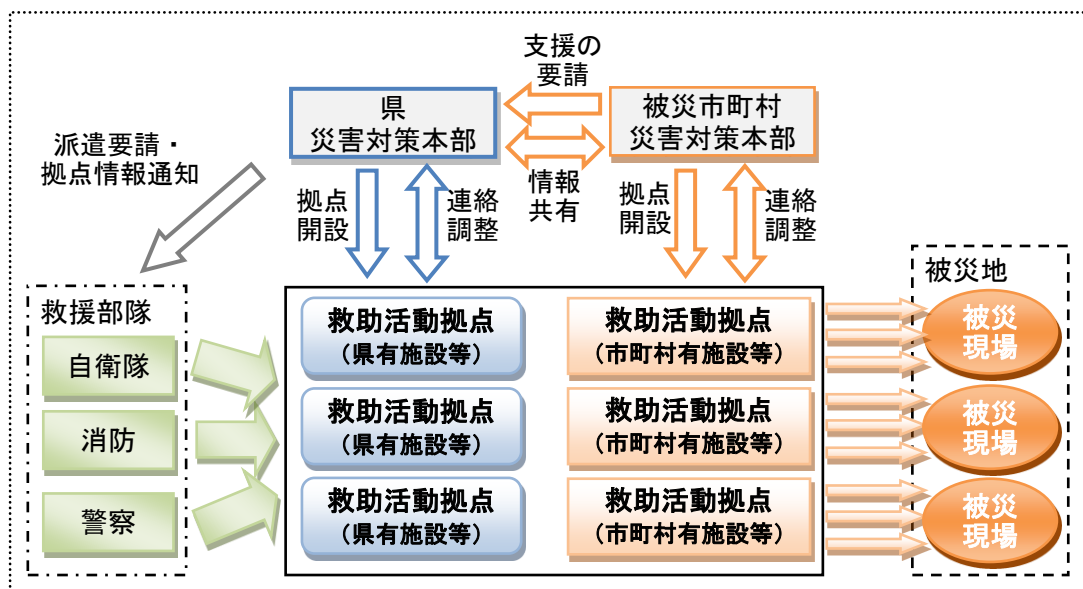 支援の
要請
県
災害対策本部
被災市町村
災害対策本部
派遣要請・
拠点情報通知
情報
共有
拠点
開設
連絡
調整
拠点
開設
連絡
調整
救援部隊
自衛隊
消防
警察
救助活動拠点
（県有施設等）
救助活動拠点
（県有施設等）
救助活動拠点
（県有施設等）
救助活動拠点
（市町村有施設等）
救助活動拠点
（市町村有施設等）
救助活動拠点
（市町村有施設等）
被災地
被災
現場
被災
現場
被災
現場